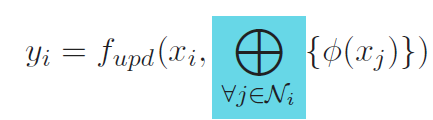 y_i = f_{upd}(x_i, ⨁_{∀j∈𝒩_i} {ϕ(x_j)})